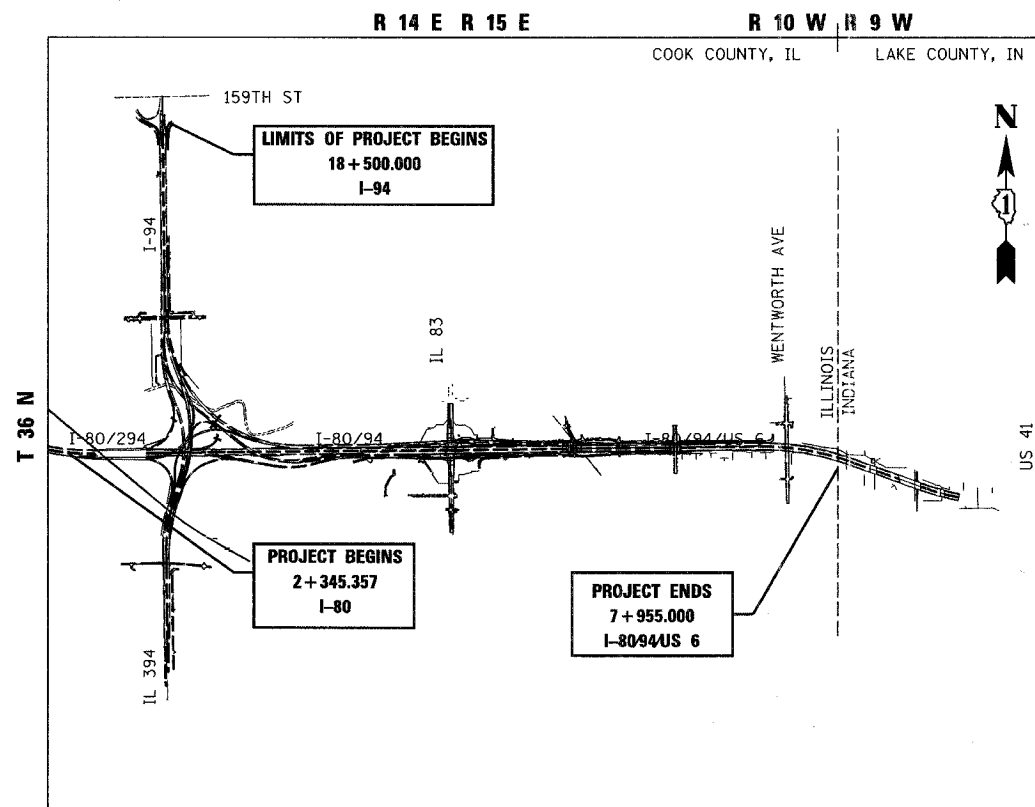 R 14 E R 15 E
R 10 W R 9 W
COOK COUNTY, IL
LAKE COUNTY, IN
159TH ST
N
LIMITS OF PROJECT BEGINS
18+500.000
I-94
1
I-94
IL 83
WENTWORTH AVE
ILLINOIS
INDIANA
T 36 N
I-80/294
I-80/94
I-80/94/US 6
US 41
PROJECT BEGINS
2+345.357
I-80
PROJECT ENDS
7+955.000
I-80/94/US 6
IL 394